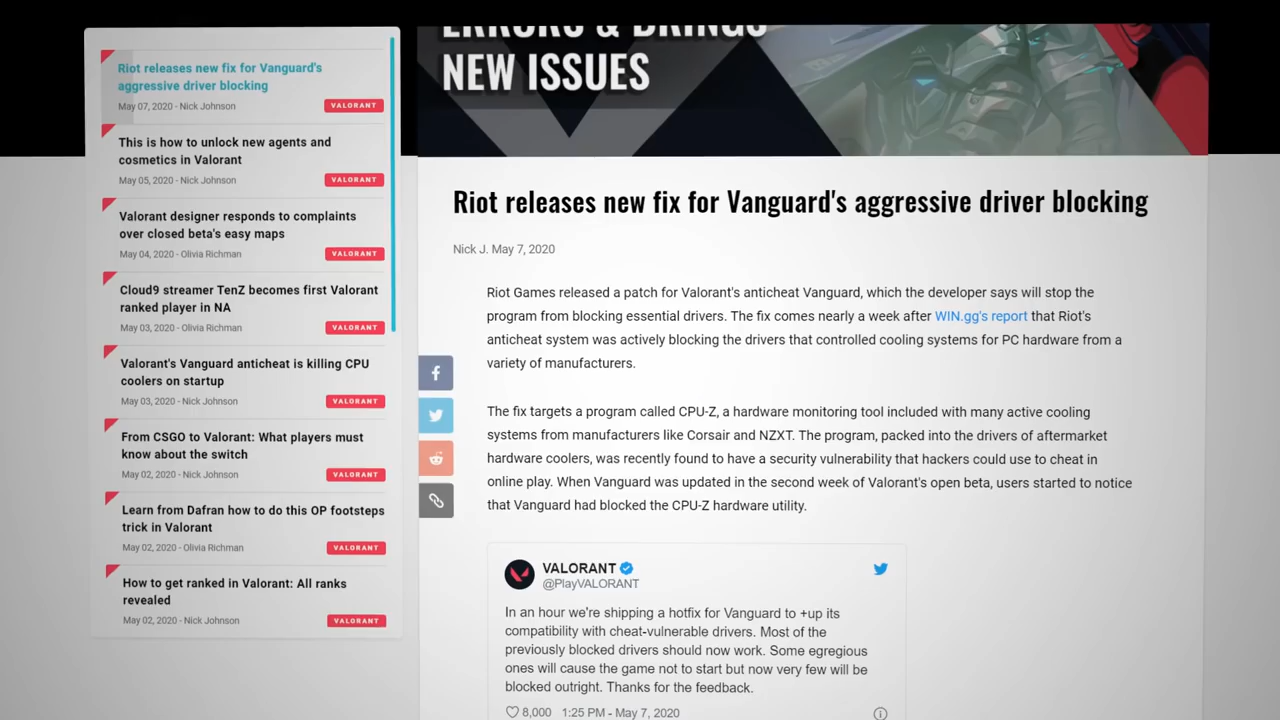 ERRORS & BRINGS
NEW ISSUES
Riot releases new fix for Vanguard's
aggressive driver blocking
May 07, 2020 - Nick Johnson
VALORANT
This is how to unlock new agents and
cosmetics in Valorant
May 05, 2020 - Nick Johnson
VALORANT
Valorant designer responds to complaints
over closed beta's easy maps
May 04, 2020 - Olivia Richman
VALORANT
Cloud9 streamer TenZ becomes first Valorant
ranked player in NA
May 03, 2020 - Olivia Richman
VALORANT
Valorant's Vanguard anticheat is killing CPU
coolers on startup
May 03, 2020 - Nick Johnson
VALORANT
From CSGO to Valorant: What players must
know about the switch
May 02, 2020 - Nick Johnson
VALORANT
Learn from Dafran how to do this OP footsteps
trick in Valorant
May 02, 2020 - Olivia Richman
VALORANT
How to get ranked in Valorant: All ranks
revealed
May 02, 2020 - Nick Johnson
VALORANT
Riot releases new fix for Vanguard's aggressive driver blocking
Nick J. May 7, 2020
Riot Games released a patch for Valorant's anticheat Vanguard, which the developer says will stop the
program from blocking essential drivers. The fix comes nearly a week after WIN.gg's report that Riot's
anticheat system was actively blocking the drivers that controlled cooling systems for PC hardware from a
variety of manufacturers.
The fix targets a program called CPU-Z, a hardware monitoring tool included with many active cooling
systems from manufacturers like Corsair and NZXT. The program, packed into the drivers of aftermarket
hardware coolers, was recently found to have a security vulnerability that hackers could use to cheat in
online play. When Vanguard was updated in the second week of Valorant's open beta, users started to notice
that Vanguard had blocked the CPU-Z hardware utility.
VALORANT
@PlayVALORANT
In an hour we're shipping a hotfix for Vanguard to +up its
compatibility with cheat-vulnerable drivers. Most of the
previously blocked drivers should now work. Some egregious
ones will cause the game not to start but now very few will be
blocked outright. Thanks for the feedback.
8,000 1:25 PM - May 7, 2020